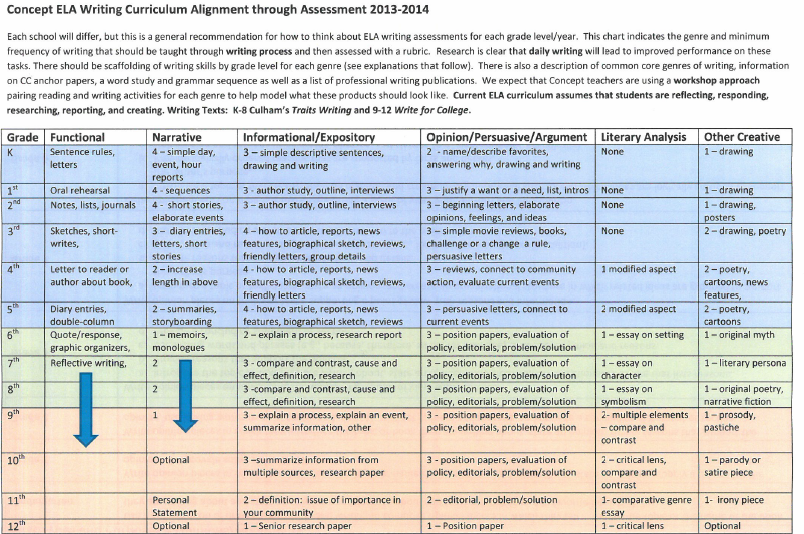 Concept ELA Writing Curriculum Alignment through Assessment 2013-2014
Each school will differ, but this is a general recommendation for how to think about ELA writing assessments for each grade level/year. This chart indicates the genre and minimum
frequency of writing that should be taught through writing process and then assessed with a rubric. Research is clear that daily writing will lead to improved performance on these
tasks. There should be scaffolding of writing skills by grade level for each genre (see explanations that follow). There is also a description of common core genres of writing, information
on CC anchor papers, a word study and grammar sequence as well as a list of professional writing publications. We expect that Concept teachers are using a workshop approach
pairing reading and writing activities for each genre to help model what these products should look like. Current ELA curriculum assumes that students are reflecting, responding,
researching, reporting, and creating. Writing Texts: K-8 Culham's Traits Writing and 9-12 Write for College.
Grade Functional Narrative Informational/Expository Opinion/Persuasive/Argument Literary Analysis Other Creative
K Sentence rules, 4 – simple day, 3 – simple descriptive sentences, 2 - name/describe favorites, None 1 – drawing
letters event, hour drawing and writing answering why, drawing and writing
reports
1st Oral rehearsal 4 - sequences 3 - author study, outline, interviews 3 – justify a want or a need, list, intros None 1 – drawing
2nd Notes, lists, journals 4 - short stories, 3 – author study, outline, interviews 3 – beginning letters, elaborate None 1 – drawing,
elaborate events opinions, feelings, and ideas posters
3rd Sketches, short- 3 – diary entries, 4 – how to article, reports, news 3 – simple movie reviews, books, None 2 – drawing, poetry
writes, letters, short features, biographical sketch, reviews, challenge or a change a rule,
stories friendly letters, group details persuasive letters
4th Letter to reader or 2 – increase 4 - how to article, reports, news 3 – reviews, connect to community 1 modified aspect 2 – poetry,
author about book, length in above features, biographical sketch, reviews, action, evaluate current events cartoons, news
friendly letters features,
5th Diary entries, 2 – summaries, 4 - how to article, reports, news 3 – persuasive letters, connect to 2 modified aspect 2 – poetry,
double-column storyboarding features, biographical sketch, reviews current events cartoons
6th Quote/response, 1 – memoirs, 2 – explain a process, research report 3 – position papers, evaluation of 1 – essay on setting 1 – original myth
graphic organizers, monologues policy, editorials, problem/solution
7th Reflective writing, 2 3 - compare and contrast, cause and 3 – position papers, evaluation of 1 – essay on 1 – literary persona
effect, definition, research policy, editorials, problem/solution character
8th 2 3 -compare and contrast, cause and 3 – position papers, evaluation of 1 – essay on 1 – original poetry,
effect, definition, research policy, editorials, problem/solution symbolism narrative fiction
9th 1 3 – explain a process, explain an event, 3 - position papers, evaluation of 2- multiple elements 1 – prosody,
summarize information, other policy, editorials, problem/solution – compare and pastiche
contrast
10th Optional 3 –summarize information from 3 - position papers, evaluation of 2 – critical lens, 1 – parody or
multiple sources, research paper policy, editorials, problem/solution compare and satire piece
contrast
11th Personal 2 – definition: issue of importance in 2 – editorial, problem/solution 1- comparative genre 1- irony piece
Statement your community essay
12th Optional 1 – Senior research paper 1 – Position paper 1 – critical lens Optional